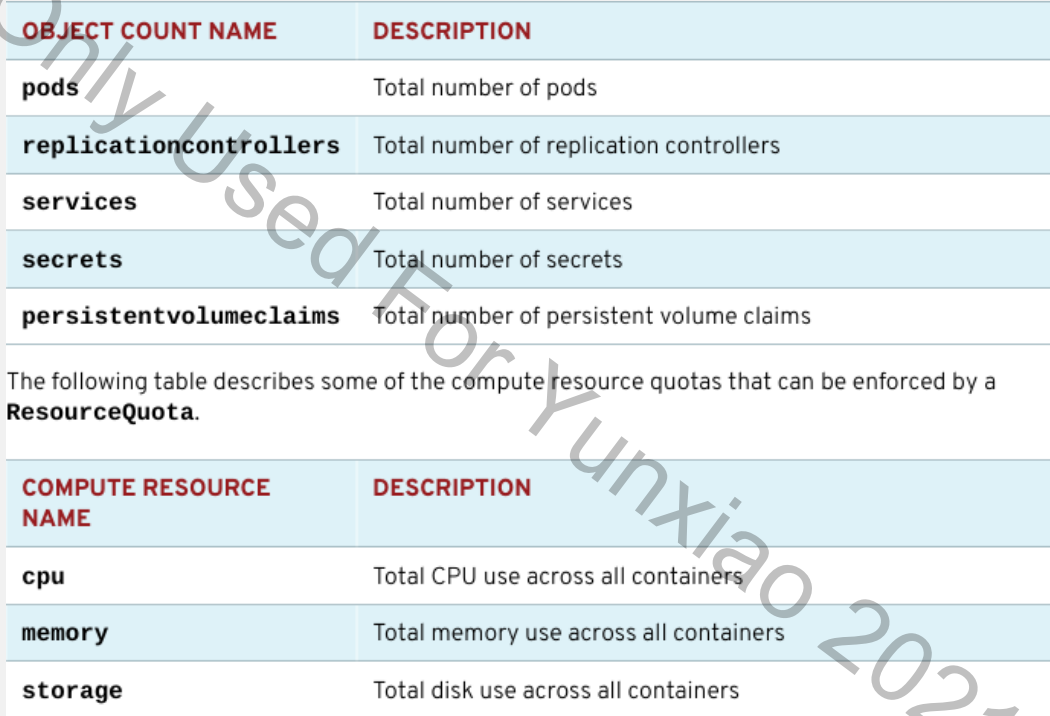 OBJECT COUNT NAME DESCRIPTION
pods Total number of pods
replicationcontrollers Total number of replication controllers
services Total number of services
secrets Total number of secrets
persistentvolumeclaims Total number of persistent volume claims
The following table describes some of the compute resource quotas that can be enforced by a
ResourceQuota.
COMPUTE RESOURCE DESCRIPTION
NAME
cpu Total CPU use across all containers
memory Total memory use across all containers
storage Total disk use across all containers
Only Used For Yunxiao 202